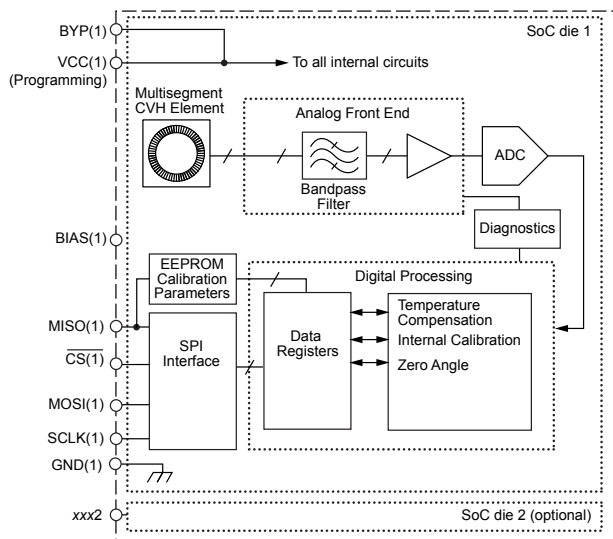 BYP(1)
SoC die 1
VCC(1)
(Programming)
To all internal circuits
Multisegment
CVH Element
Analog Front End
Bandpass
Filter
ADC
Diagnostics
BIAS(1)
EEPROM
Calibration
Parameters
Digital Processing
MISO(1)
SPI
Interface
Data
Registers
Temperature
Compensation
Internal Calibration
Zero Angle
CS(1)
MOSI(1)
SCLK(1)
GND(1)
xxx2
SoC die 2 (optional)